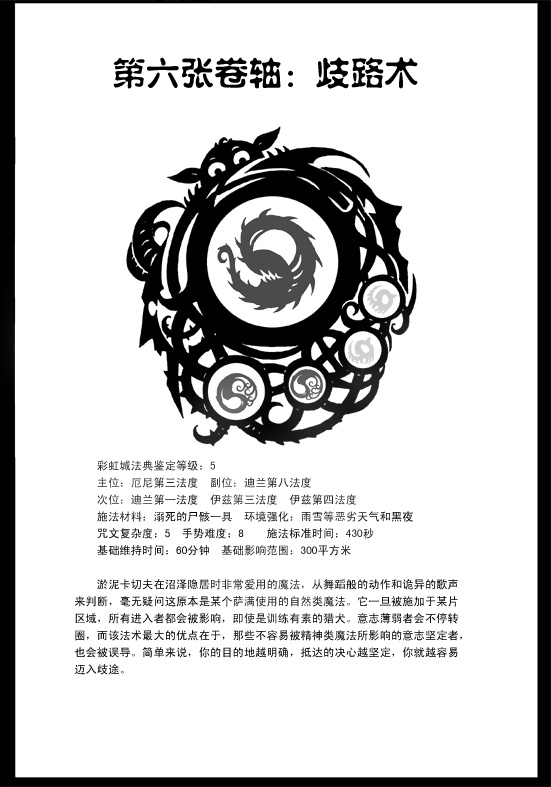 第六张卷轴：歧路术
彩虹城法典鉴定等级：5
主位：厄尼第三法度　副位：迪兰第八法度
次位：迪兰第一法度　伊兹第三法度　伊兹第四法度
施法材料：溺死的尸骸一具　环境强化：雨雪等恶劣天气和黑夜
咒文复杂度：5　手势难度：8　　施法标准时间：430秒
基础维持时间：60分钟　基础影响范围：300平方米
淤泥卡切夫在沼泽隐居时非常爱用的魔法，从舞蹈般的动作和诡异的歌声
来判断，毫无疑问这原本是某个萨满使用的自然类魔法。它一旦被施加于某片
区域，所有进入者都会被影响，即使是训练有素的猎犬。意志薄弱者会不停转
圈，而该法术最大的优点在于，那些不容易被精神类魔法所影响的意志坚定者，
也会被误导。简单来说，你的目的地越明确，抵达的决心越坚定，你就越容易
迈入歧途。